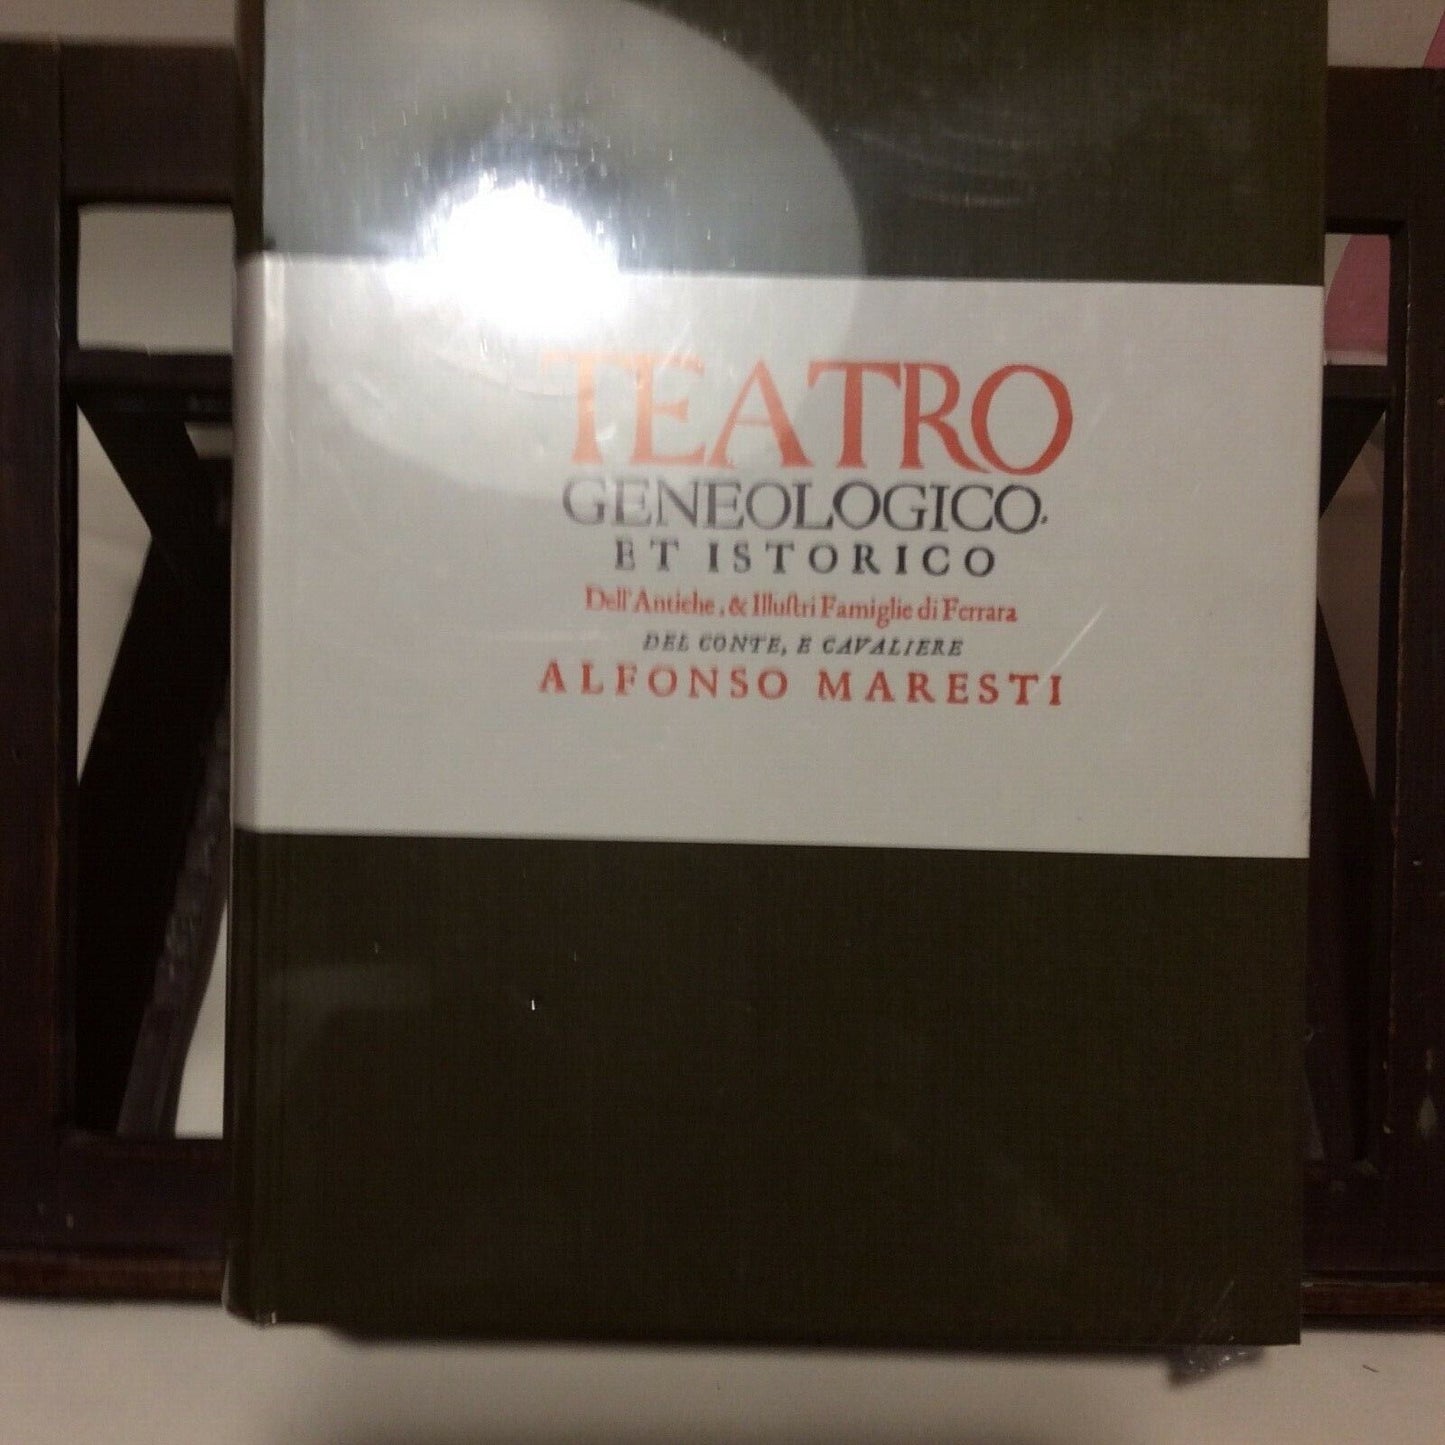 TEATRO
GENEOLOGICO,
ET ISTORICO
Dell'Antiche, & Illuſtri Famiglie di Ferrara
DEL CONTE, E CAVALIERE
ALFONSO MARESTI